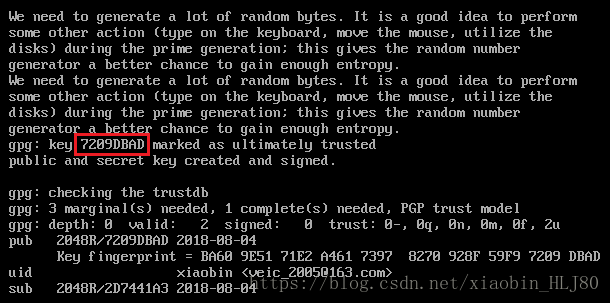 We need to generate a lot of random bytes. It is a good idea to perform
some other action (type on the keyboard, move the mouse, utilize the
disks) during the prime generation; this gives the random number
generator a better chance to gain enough entropy.
We need to generate a lot of random bytes. It is a good idea to perform
some other action (type on the keyboard, move the mouse, utilize the
disks) during the prime generation; this gives the random number
generator a better chance to gain enough entropy.
gpg: key 7209DBAD marked as ultimately trusted
public and secret key created and signed.
gpg: checking the trustdb
gpg: 3 marginal(s) needed, 1 complete(s) needed, PGP trust model
gpg: depth: 0  valid:   2  signed:   0  trust: 0-, 0q, 0n, 0m, 0f, 2u
pub   2048R/7209DBAD 2018-08-04
Key fingerprint = BA60 9E51 71E2 A461 7397  8270 928F 59F9 7209 DBAD
uid                  xiaobin <veic_2005@163.com>
sub   2048R/2D7441A3 2018-08-04
https://blog.csdn.net/xiaobin_HLJ80